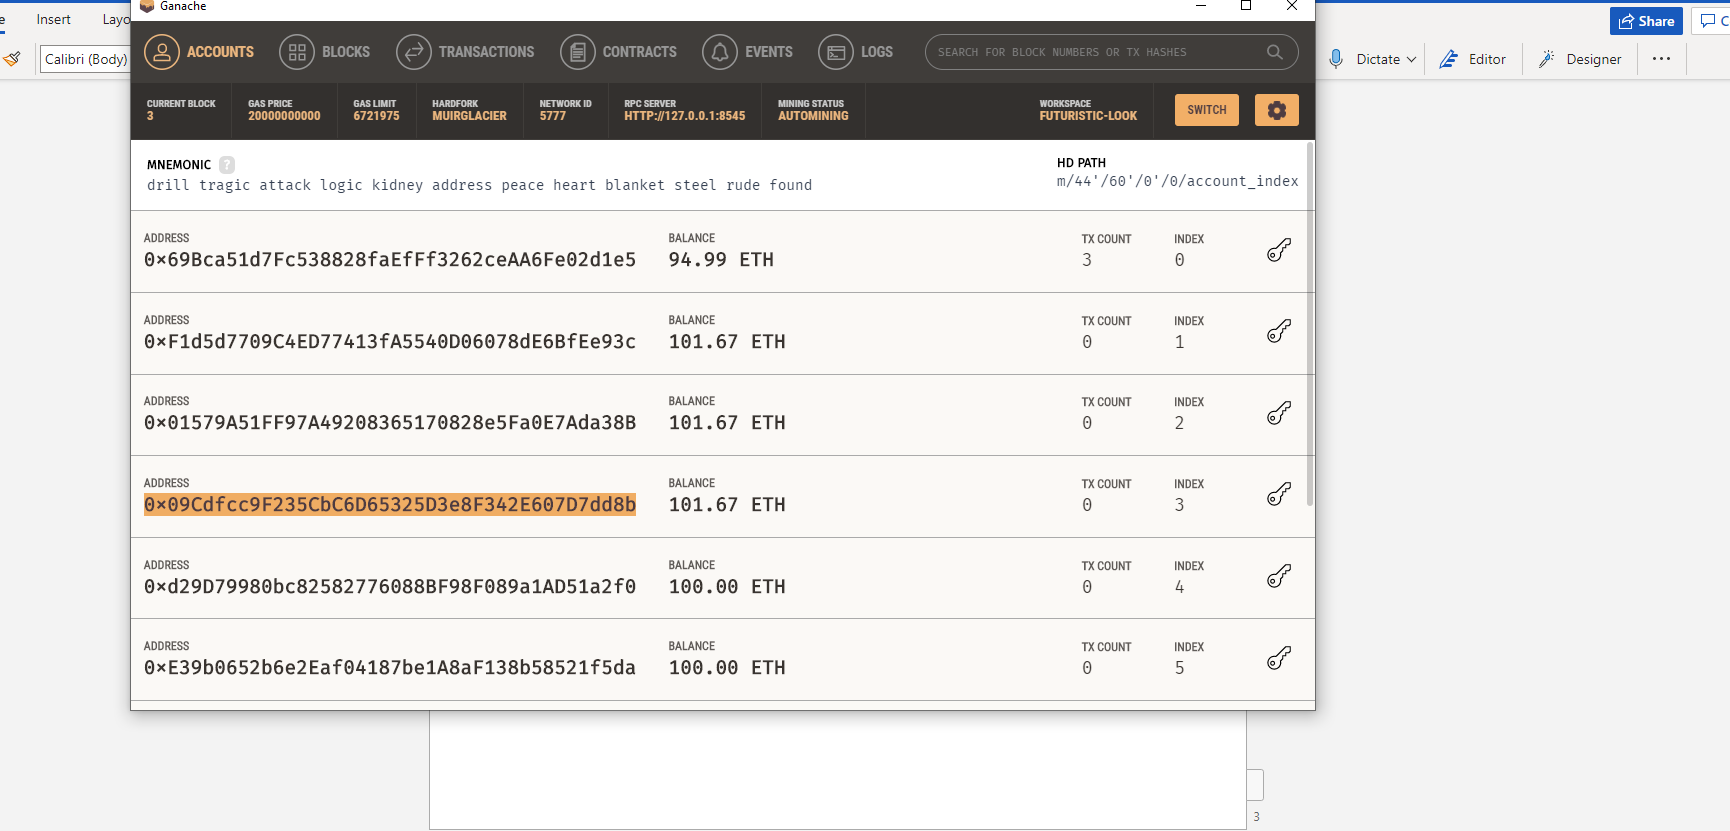 Ganache
Insert
Share
ACCOUNTS
BLOCKS
TRANSACTIONS
CONTRACTS
EVENTS
LOGS
SEARCH FOR BLOCK NUMBERS OR TX HASHES
Calibri (Body)
Dictate
Editor
Designer
CURRENT BLOCK
3
GAS PRICE
20000000000
GAS LIMIT
6721975
HARDFORK
MUIRGLACIER
NETWORK ID
5777
RPC SERVER
HTTP://127.0.0.1:8545
MINING STATUS
AUTOMINING
WORKSPACE
FUTURISTIC-LOOK
SWITCH
MNEMONIC ?
drill tragic attack logic kidney address peace heart blanket steel rude found
HD PATH
m/44'/60'/0'/0/account_index
ADDRESS BALANCE TX COUNT INDEX
0x69Bca51d7Fc538828faEfFf3262ceAA6Fe02d1e5 94.99 ETH 3 0
ADDRESS BALANCE TX COUNT INDEX
0xF1d5d7709C4ED77413fA5540D06078dE6BfEe93c 101.67 ETH 0 1
ADDRESS BALANCE TX COUNT INDEX
0x01579A51FF97A49208365170828e5Fa0E7Ada38B 101.67 ETH 0 2
ADDRESS BALANCE TX COUNT INDEX
0x09Cdfcc9F235CbC6D65325D3e8F342E607D7dd8b 101.67 ETH 0 3
ADDRESS BALANCE TX COUNT INDEX
0xd29D79980bc82582776088BF98F089a1AD51a2f0 100.00 ETH 0 4
ADDRESS BALANCE TX COUNT INDEX
0xE39b0652b6e2Eaf04187be1A8aF138b58521f5da 100.00 ETH 0 5
3